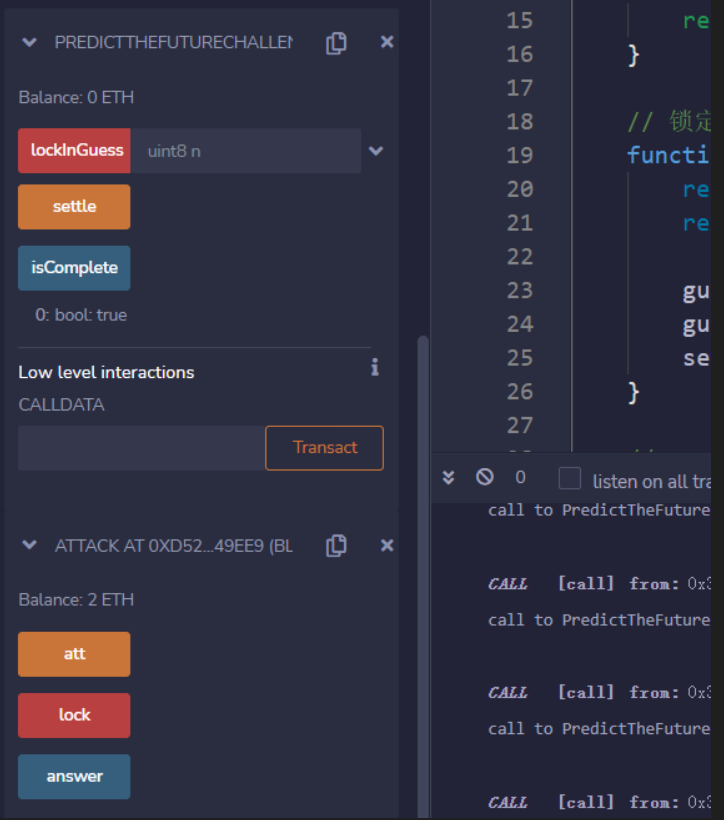 PREDICTTHEFUTURECHALLEN
Balance: 0 ETH
lockInGuess uint8 n
settle
isComplete
0: bool: true
Low level interactions
i
CALLDATA
Transact
ATTACK AT 0XD52...49EE9 (BL
Balance: 2 ETH
att
lock
answer
15 re
16 }
17
18 // 锁定
19 functi
20 re
21 re
22
23 gu
24 gu
25 se
26 }
27
0 listen on all tra
call to PredictTheFuture
CALL [call] from: 0x3
call to PredictTheFuture
CALL [call] from: 0x3
call to PredictTheFuture
CALL [call] from: 0x3